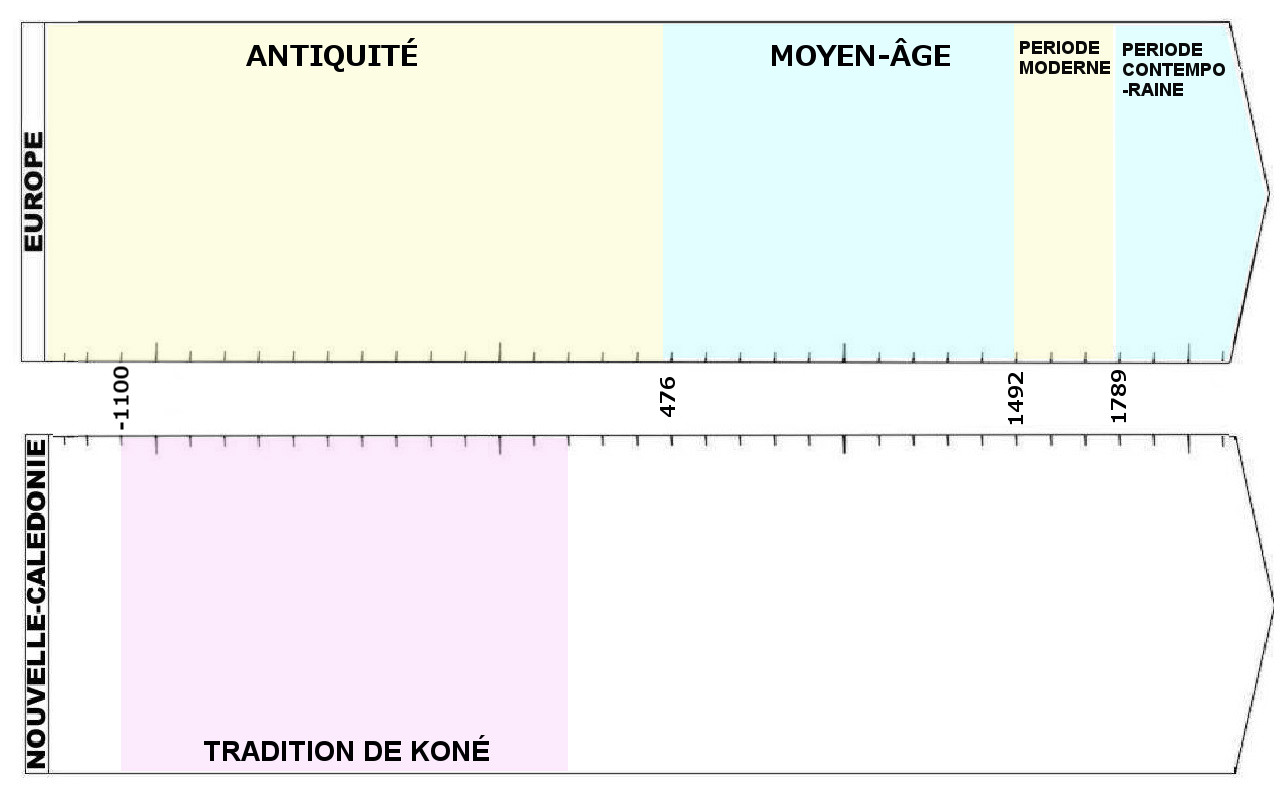 EUROPE
ANTIQUITÉ
MOYEN-ÂGE
PERIODE
MODERNE
PERIODE
CONTEMPO
-RAINE
-1100
476
1492
1789
NOUVELLE-CALEDONIE
TRADITION DE KONÉ